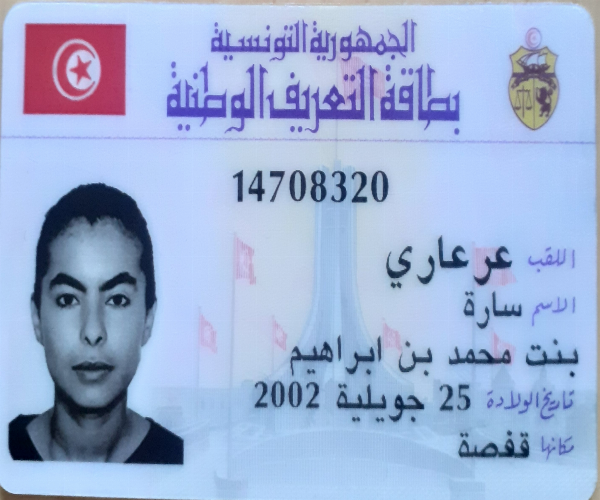 الجمهورية التونسية
بطاقة التعريف الوطنية
14708320
اللقب عرعاري
الاسم سارة
بنت محمد بن ابراهيم
تاريخ الولادة 25 جويلية 2002
مكانها قفصة